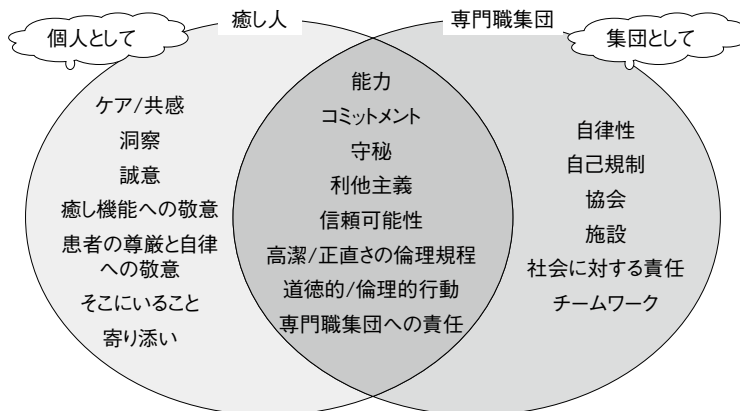 癒し人
専門職集団
個人として
集団として
ケア/共感
洞察
誠意
癒し機能への敬意
患者の尊厳と自律
への敬意
そこにいること
寄り添い
能力
コミットメント
守秘
利他主義
信頼可能性
高潔/正直さの倫理規程
道徳的/倫理的行動
専門職集団への責任
自律性
自己規制
協会
施設
社会に対する責任
チームワーク